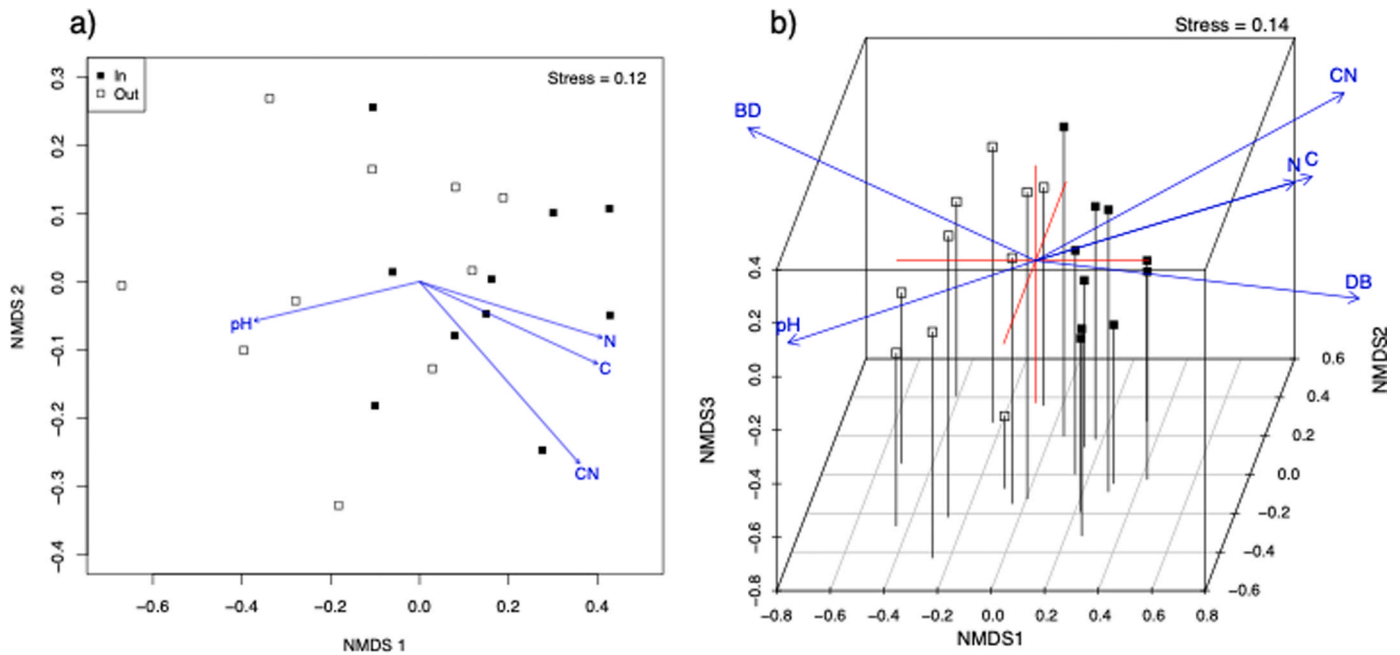 a)
In
Out
Stress = 0.12
0.3
0.2
0.1
0.0
−0.1
−0.2
−0.3
−0.4
NMDS 2
pH
N
C
CN
−0.6
−0.4
−0.2
0.0
0.2
0.4
NMDS 1
b)
Stress = 0.14
BD
CN
N C
DB
pH
0.4
0.2
0.0
−0.2
−0.4
−0.6
−0.8
NMDS3
0.6
0.4
0.2
0.0
−0.2
−0.4
−0.6
NMDS2
−0.8
−0.6
−0.4
−0.2
0.0
0.2
0.4
0.6
0.8
NMDS1